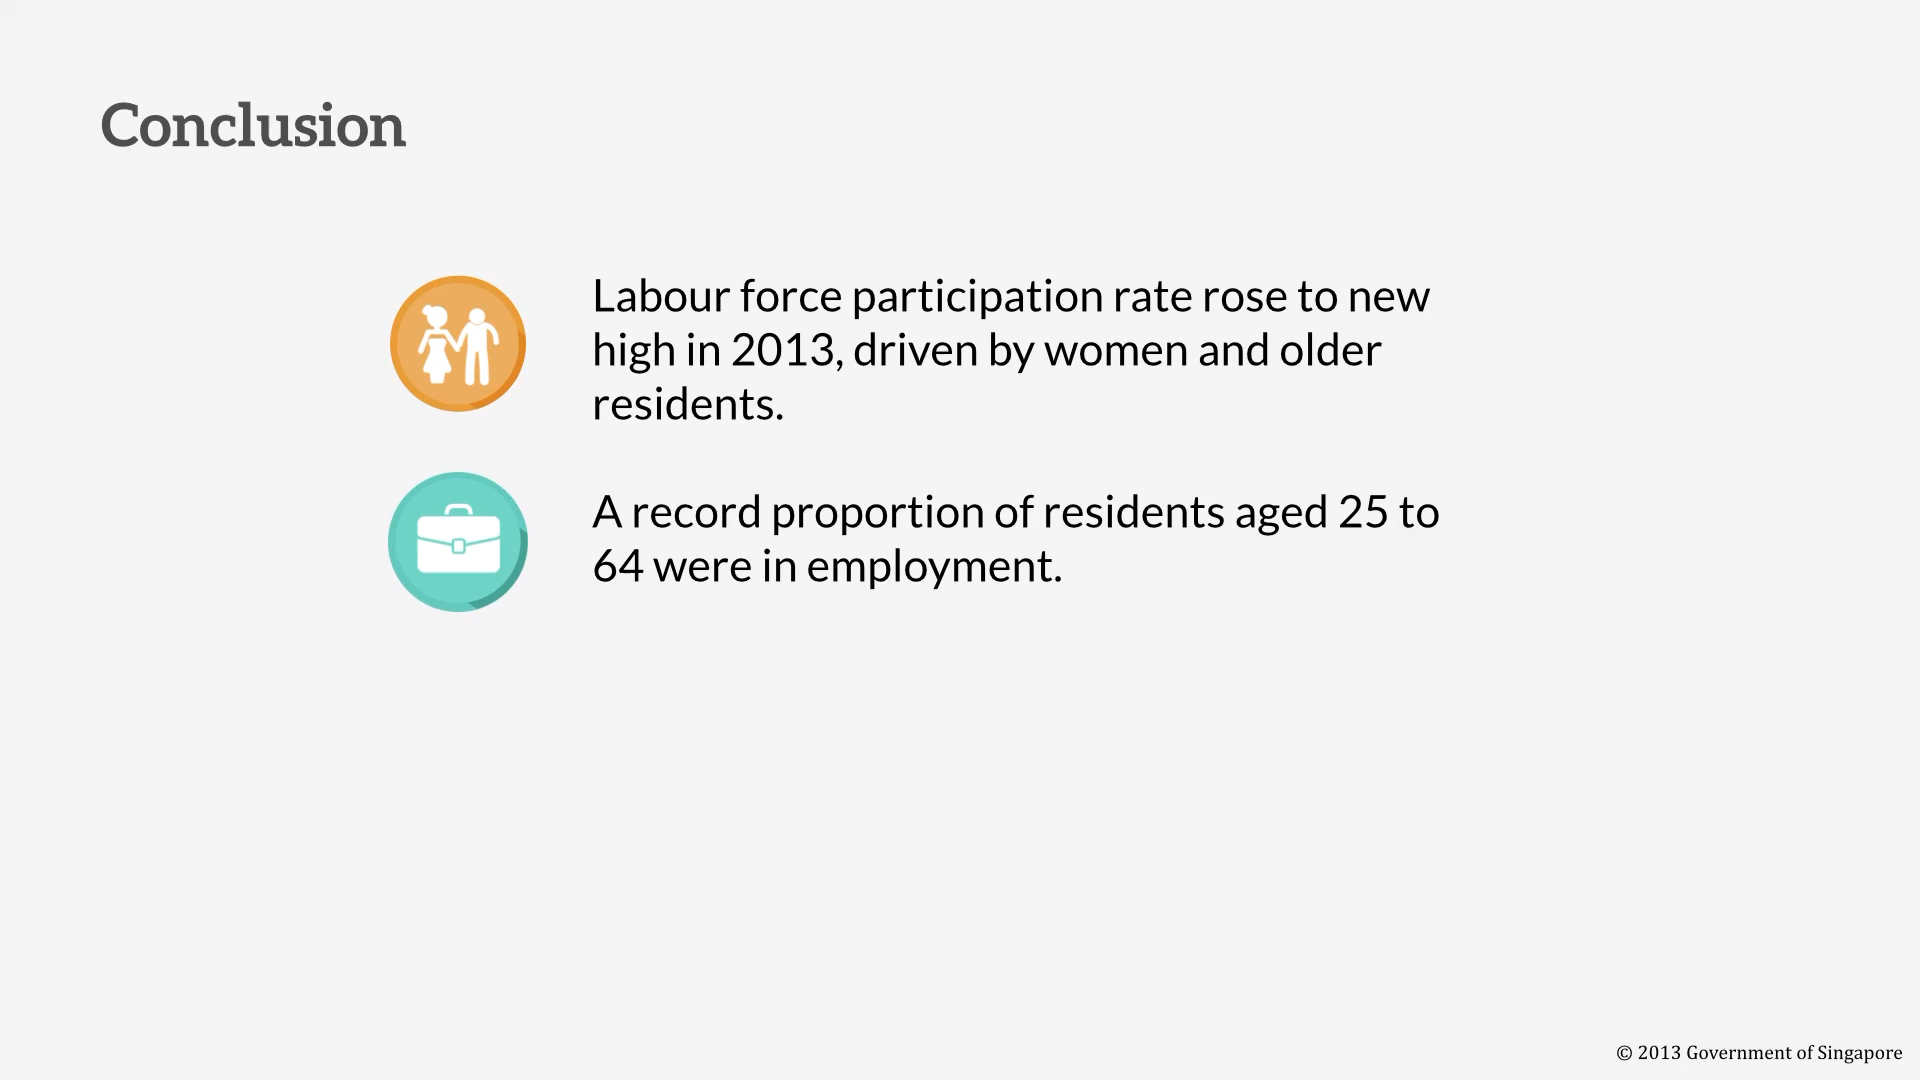 Conclusion
Labour force participation rate rose to new
high in 2013, driven by women and older
residents.
A record proportion of residents aged 25 to
64 were in employment.
© 2013 Government of Singapore